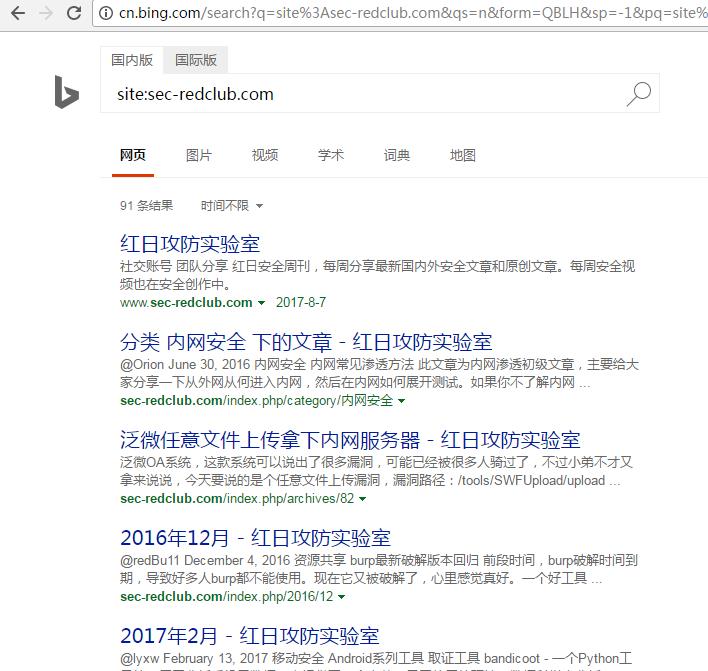 cn.bing.com/search?q=site%3Asec-redclub.com&qs=n&form=QBLH&sp=-1&pq=site%
国内版 国际版
site:sec-redclub.com
网页 图片 视频 学术 词典 地图
91 条结果 时间不限
红日攻防实验室
社交账号 团队分享 红日安全周刊，每周分享最新国内外安全文章和原创文章。每周安全视
频也在安全创作中。
www.sec-redclub.com 2017-8-7
分类 内网安全 下的文章 - 红日攻防实验室
@Orion June 30, 2016 内网安全 内网常见渗透方法 此文章为内网渗透初级文章，主要给大
家分享一下从外网从何进入内网，然后在内网如何展开测试。如果你不了解内网 ...
sec-redclub.com/index.php/category/内网安全
泛微任意文件上传拿下内网服务器 - 红日攻防实验室
泛微OA系统，这款系统可以说出了很多漏洞，可能已经被很多人骑过了，不过小弟不才又
拿来说说，今天要说的是个任意文件上传漏洞，漏洞路径：/tools/SWFUpload/upload ...
sec-redclub.com/index.php/archives/82
2016年12月 - 红日攻防实验室
@redBu11 December 4, 2016 资源共享 burp最新破解版本回归 前段时间，burp破解时间到
期，导致好多人burp都不能使用。现在它又被破解了，心里感觉真好。一个好工具 ...
sec-redclub.com/index.php/2016/12
2017年2月 - 红日攻防实验室
@lyxw February 13, 2017 移动安全 Android系列工具 取证工具 bandicoot - 一个Python工